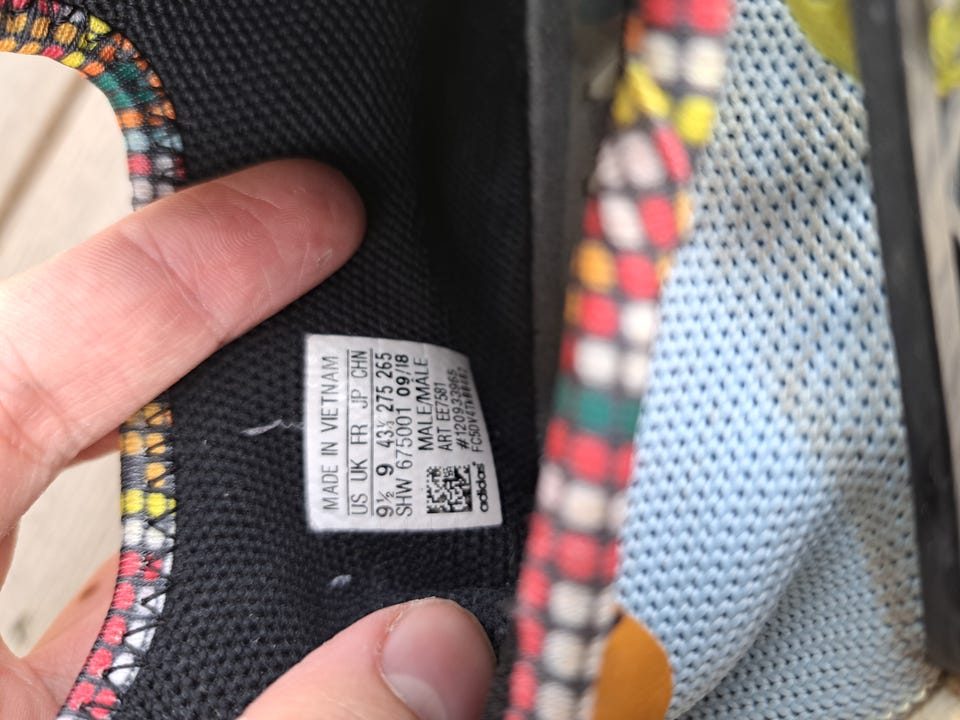 MADE IN VIETNAM
US UK FR JP CHN
9½ 9 43⅓ 275 265
SHW 675001 09/18
MALE/MÂLE
ART EE7581
#120933965
adidas